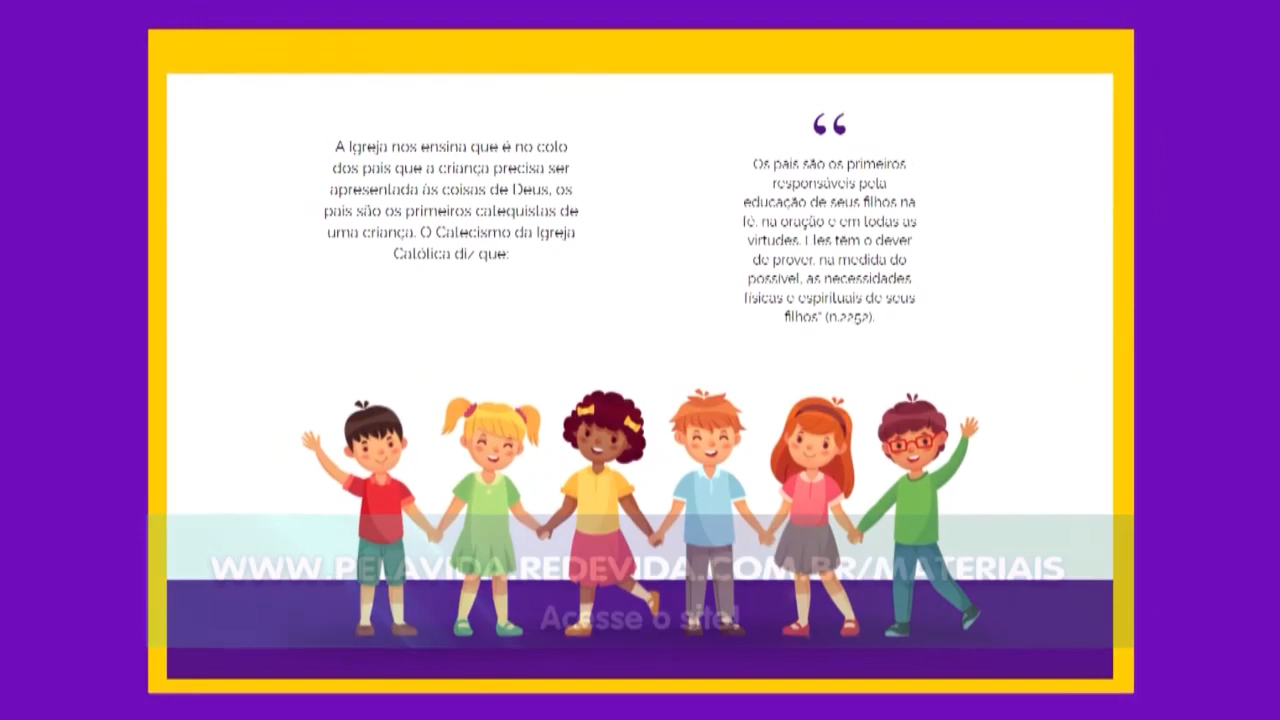 A Igreja nos ensina que é no colo
dos pais que a criança precisa ser
apresentada às coisas de Deus, os
pais são os primeiros catequistas de
uma criança. O Catecismo da Igreja
Católica diz que:
“
Os pais são os primeiros
responsáveis pela
educação de seus filhos na
fé, na oração e em todas as
virtudes. Eles têm o dever
de prover, na medida do
possível, as necessidades
físicas e espirituais de seus
filhos" (n.2252).
WWW.PELAVIDA.REDEVIDA.COM.BR/MATERIAIS
Acesse o site!